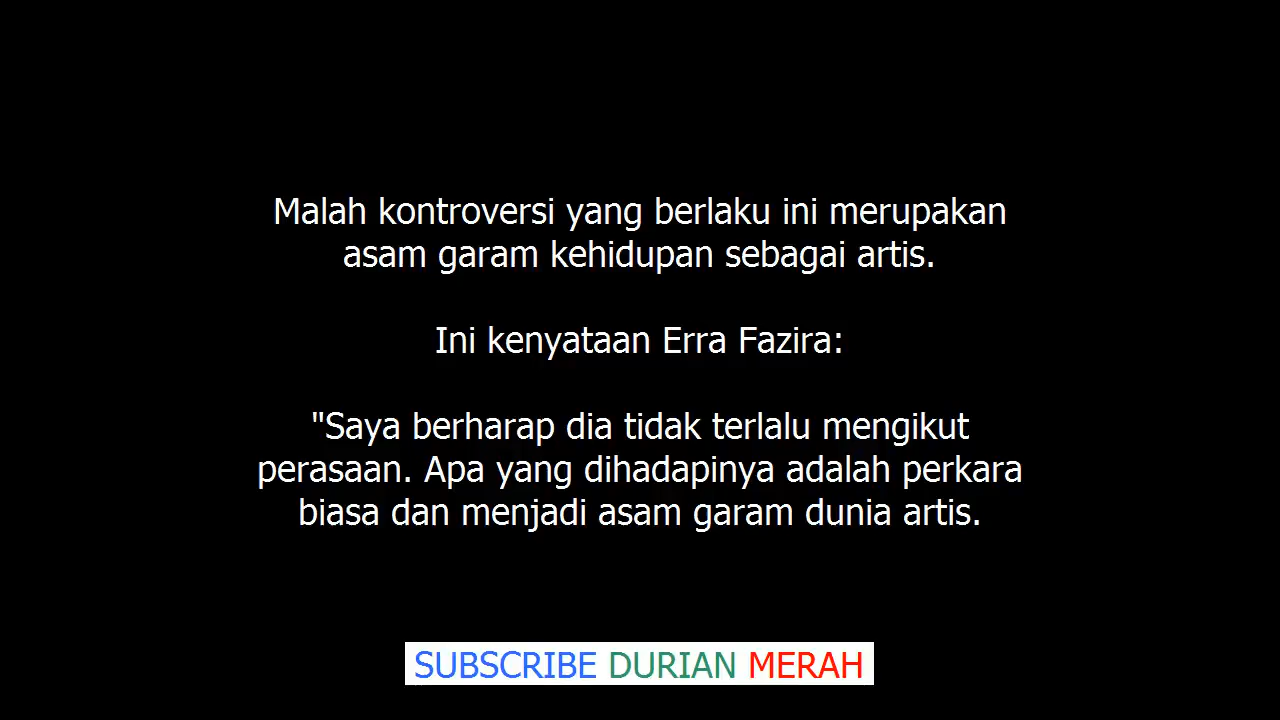 Malah kontroversi yang berlaku ini merupakan
asam garam kehidupan sebagai artis.
Ini kenyataan Erra Fazira:
"Saya berharap dia tidak terlalu mengikut
perasaan. Apa yang dihadapinya adalah perkara
biasa dan menjadi asam garam dunia artis.
SUBSCRIBE DURIAN MERAH